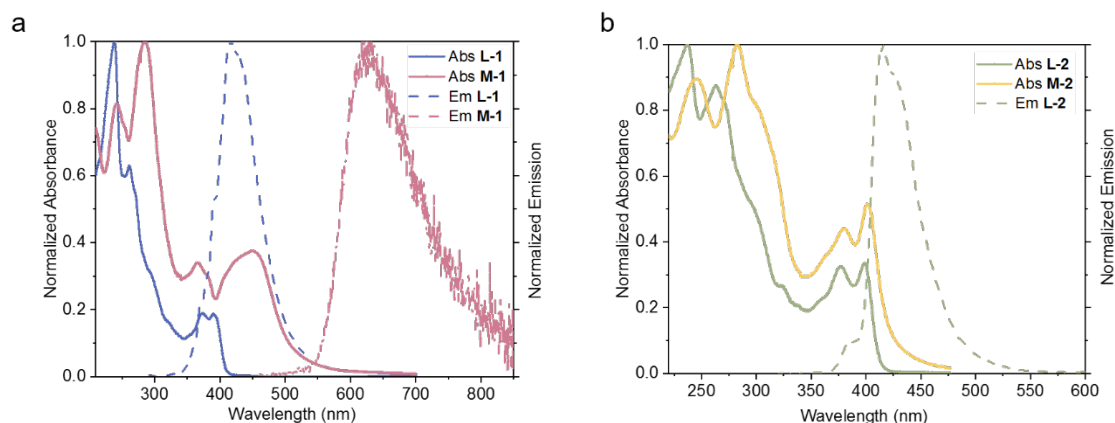 a
b
1.0
0.8
0.6
0.4
0.2
0.0
Normalized Absorbance
Normalized Emission
300 400 500 600 700 800
Wavelength (nm)
Abs L-1
Abs M-1
Em L-1
Em M-1
1.0
0.8
0.6
0.4
0.2
0.0
Normalized Absorbance
Normalized Emission
250 300 350 400 450 500 550 600
Wavelength (nm)
Abs L-2
Abs M-2
Em L-2